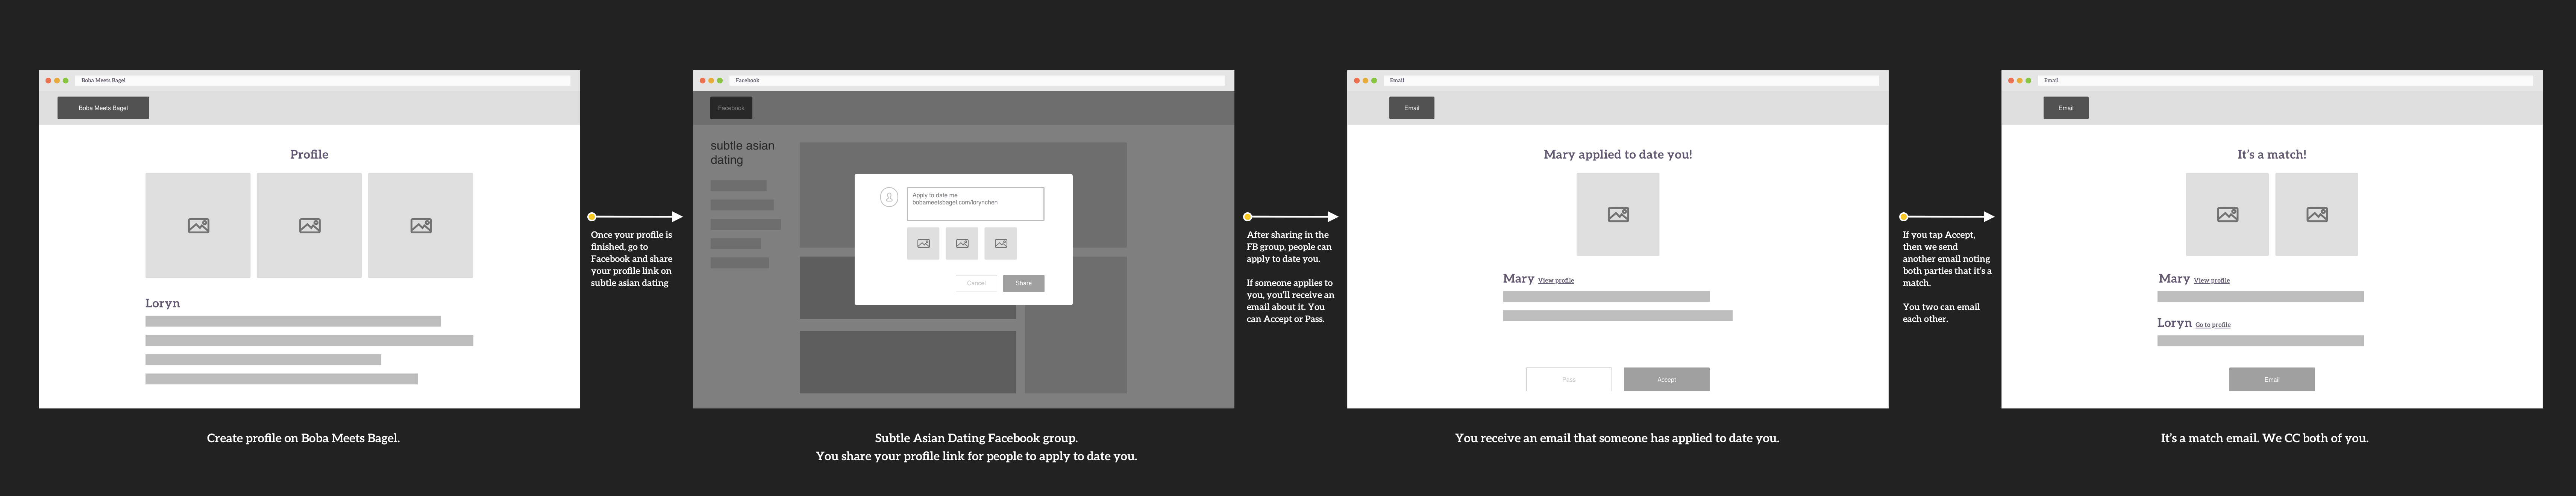 Boba Meets Bagel
Boba Meets Bagel
Profile
Loryn
Create profile on Boba Meets Bagel.
Once your profile is
finished, go to
Facebook and share
your profile link on
subtle asian dating
Facebook
Facebook
subtle asian
dating
Apply to date me
bobameetsbagel.com/lorynchen
Cancel
Share
Subtle Asian Dating Facebook group.
You share your profile link for people to apply to date you.
After sharing in the
FB group, people can
apply to date you.
If someone applies to
you, you'll receive an
email about it. You
can Accept or Pass.
Email
Email
Mary applied to date you!
Mary View profile
Pass
Accept
You receive an email that someone has applied to date you.
If you tap Accept,
then we send
another email noting
both parties that it's a
match.
You two can email
each other.
Email
Email
It's a match!
Mary View profile
Loryn Go to profile
Email
It's a match email. We CC both of you.